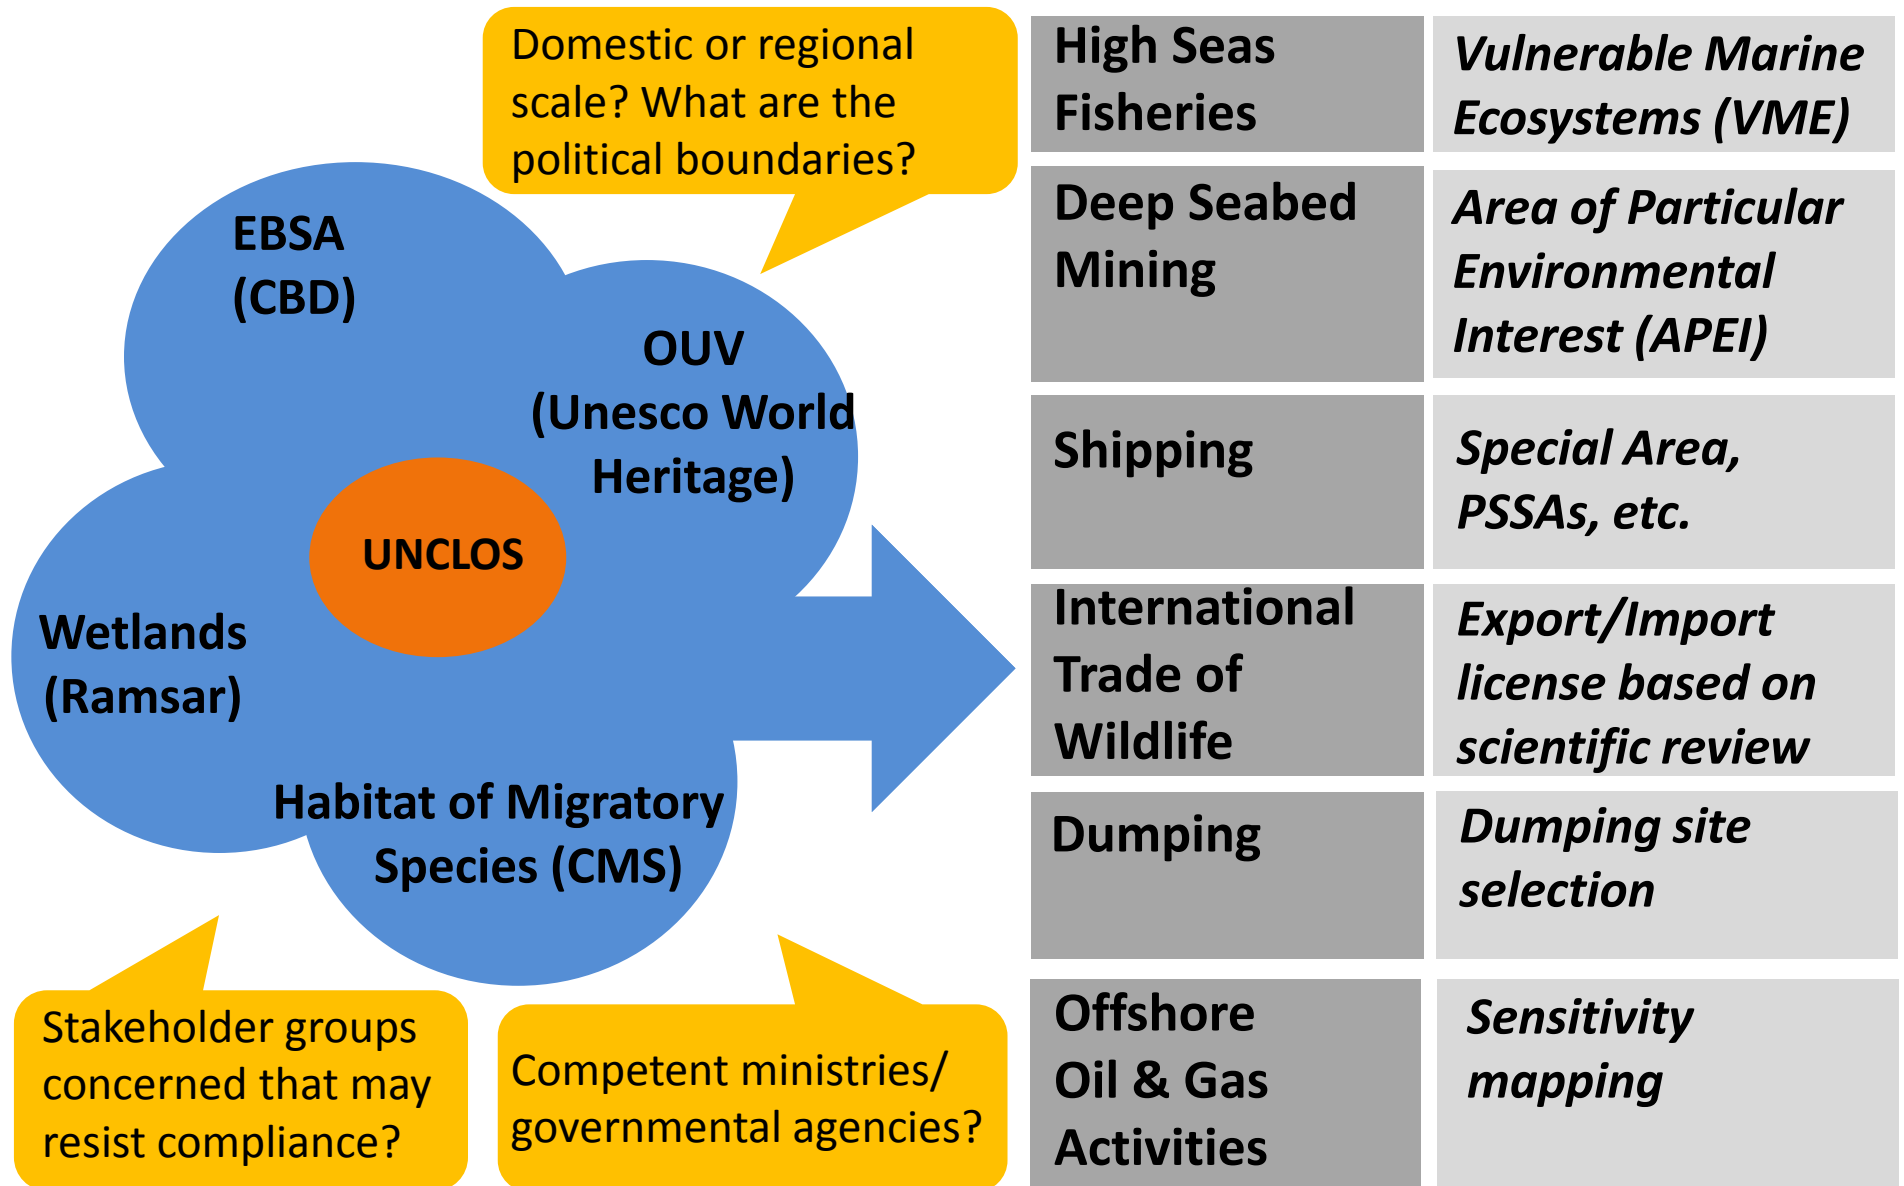 Domestic or regional
scale? What are the
political boundaries?
EBSA
(CBD)
OUV
(Unesco World
Heritage)
UNCLOS
Wetlands
(Ramsar)
Habitat of Migratory
Species (CMS)
Stakeholder groups
concerned that may
resist compliance?
Competent ministries/
governmental agencies?
High Seas
Fisheries
Vulnerable Marine
Ecosystems (VME)
Deep Seabed
Mining
Area of Particular
Environmental
Interest (APEI)
Shipping
Special Area,
PSSAs, etc.
International
Trade of
Wildlife
Export/Import
license based on
scientific review
Dumping
Dumping site
selection
Offshore
Oil & Gas
Activities
Sensitivity
mapping